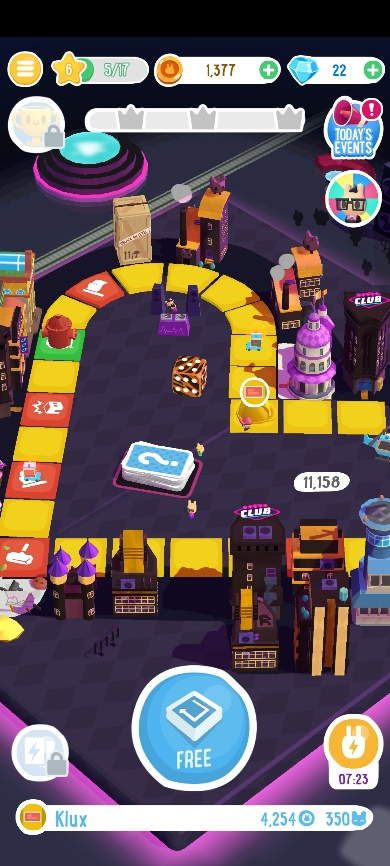 6
5/17
1,377
22
TODAY'S
EVENTS
CLUB
?
11,158
CLUB
FREE
07:23
Klux 4,254 350